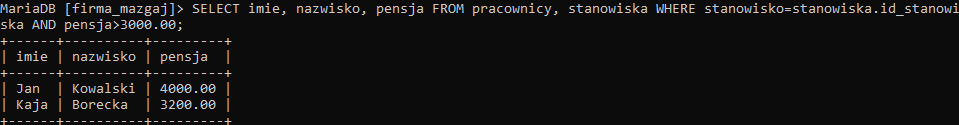 MariaDB [firma_mazgaj]> SELECT imie, nazwisko, pensja FROM pracownicy, stanowiska WHERE stanowisko=stanowiska.id_stanowi
ska AND pensja>3000.00;
+------+----------+---------+
| imie | nazwisko | pensja  |
+------+----------+---------+
| Jan  | Kowalski | 4000.00 |
| Kaja | Borecka  | 3200.00 |
+------+----------+---------+